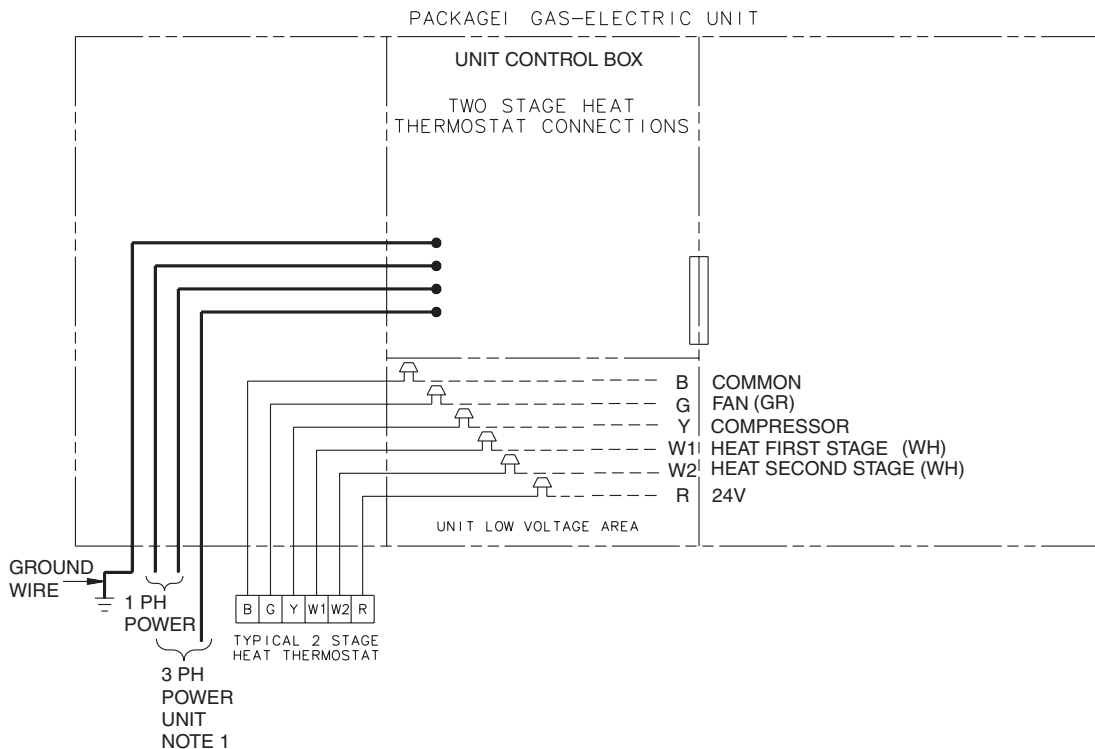 PACKAGEI GAS-ELECTRIC UNIT
UNIT CONTROL BOX
TWO STAGE HEAT
THERMOSTAT CONNECTIONS
B COMMON
G FAN (GR)
Y COMPRESSOR
W1 HEAT FIRST STAGE (WH)
W2 HEAT SECOND STAGE (WH)
R 24V
UNIT LOW VOLTAGE AREA
GROUND
WIRE
1 PH
POWER
B G Y W1 W2 R
TYPICAL 2 STAGE
HEAT THERMOSTAT
3 PH
POWER
UNIT
NOTE 1